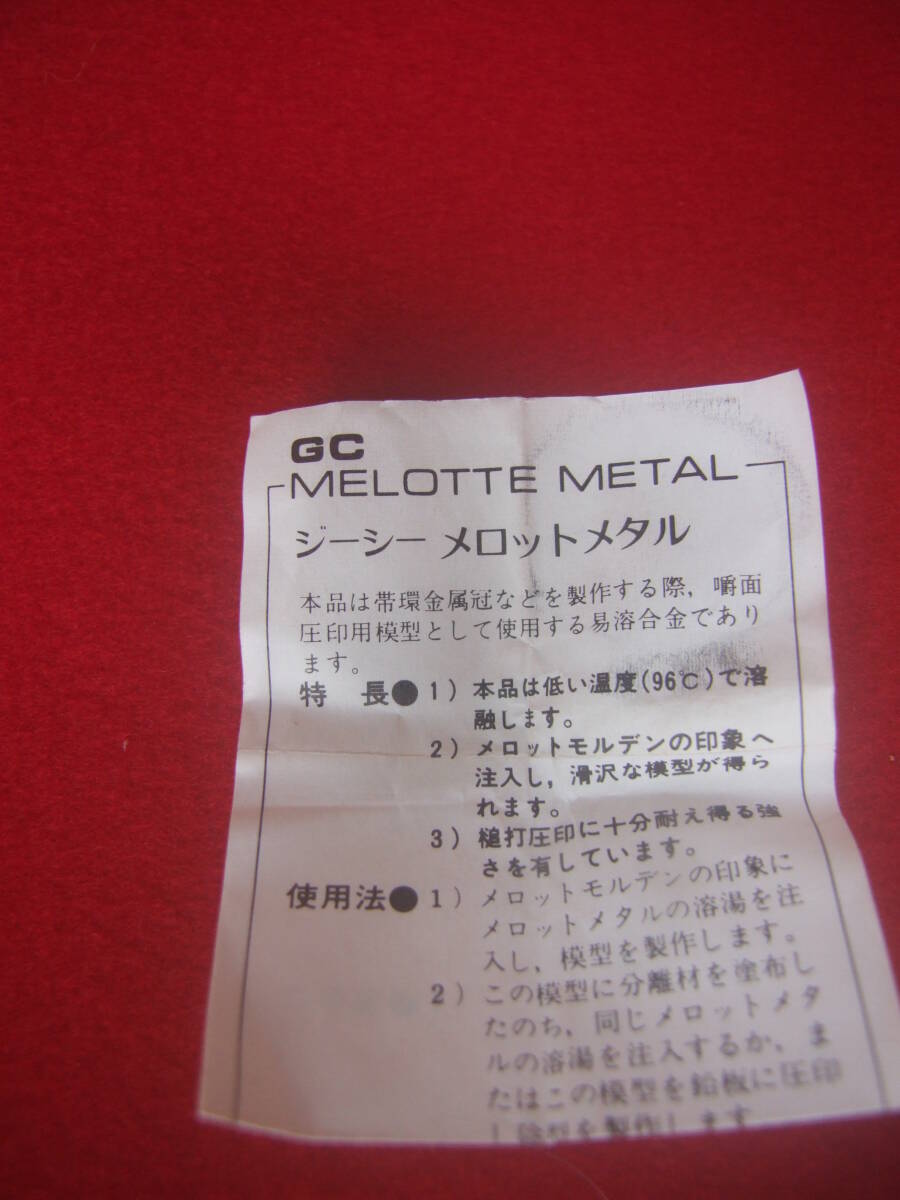 GC
MELOTTE METAL
ジーシー メロットメタル
本品は帯環金属冠などを製作する際，嚼面
圧印用模型として使用する易溶合金であり
ます。
特 長●1) 本品は低い温度(96℃)で溶
融します。
2) メロットモルデンの印象へ
注入し，滑沢な模型が得ら
れます。
3) 槌打圧印に十分耐え得る強
さを有しています。
使用法●1) メロットモルデンの印象に
メロットメタルの溶湯を注
入し，模型を製作します。
2) この模型に分離材を塗布し
たのち，同じメロットメタ
ルの溶湯を注入するか，ま
たはこの模型を鉛板に圧印
し陰型を製作します